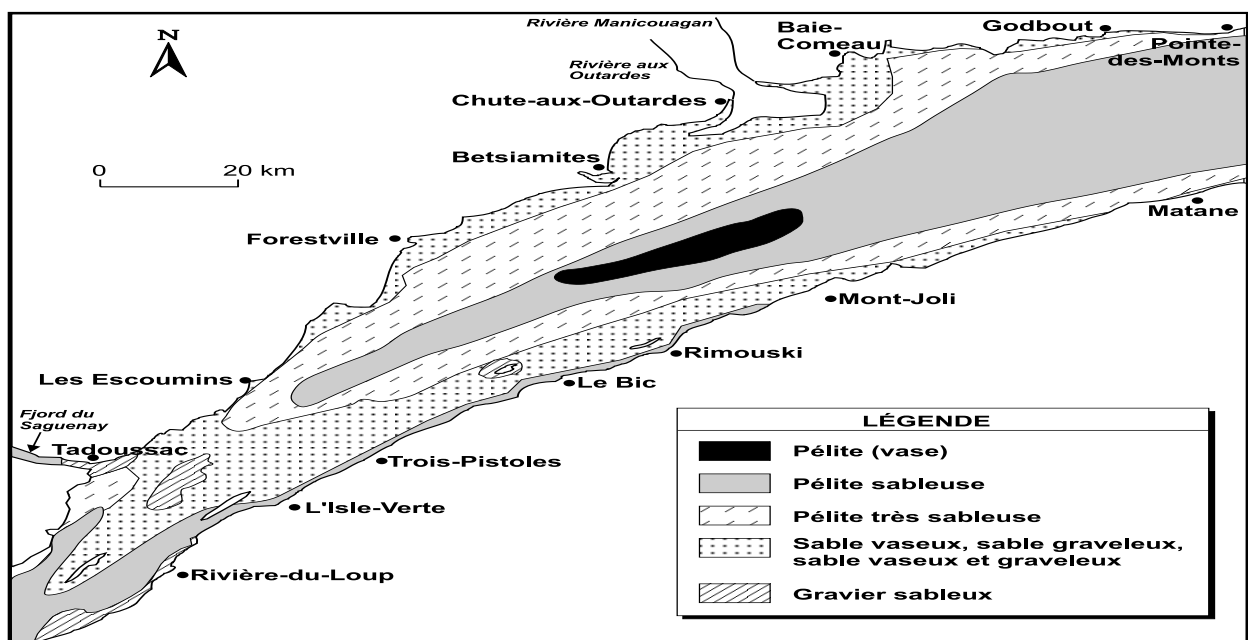 Rivière Manicouagan
N
Baie-
Comeau
Godbout
Pointe-
des-Monts
Rivière aux
Outardes
Chute-aux-Outardes
Betsiamites
0 20 km
Matane
Forestville
Mont-Joli
Rimouski
Les Escoumins
Le Bic
Fjord du
Saguenay
Tadoussac
Trois-Pistoles
L'Isle-Verte
Rivière-du-Loup
LÉGENDE
Pélite (vase)
Pélite sableuse
Pélite très sableuse
Sable vaseux, sable graveleux,
sable vaseux et graveleux
Gravier sableux